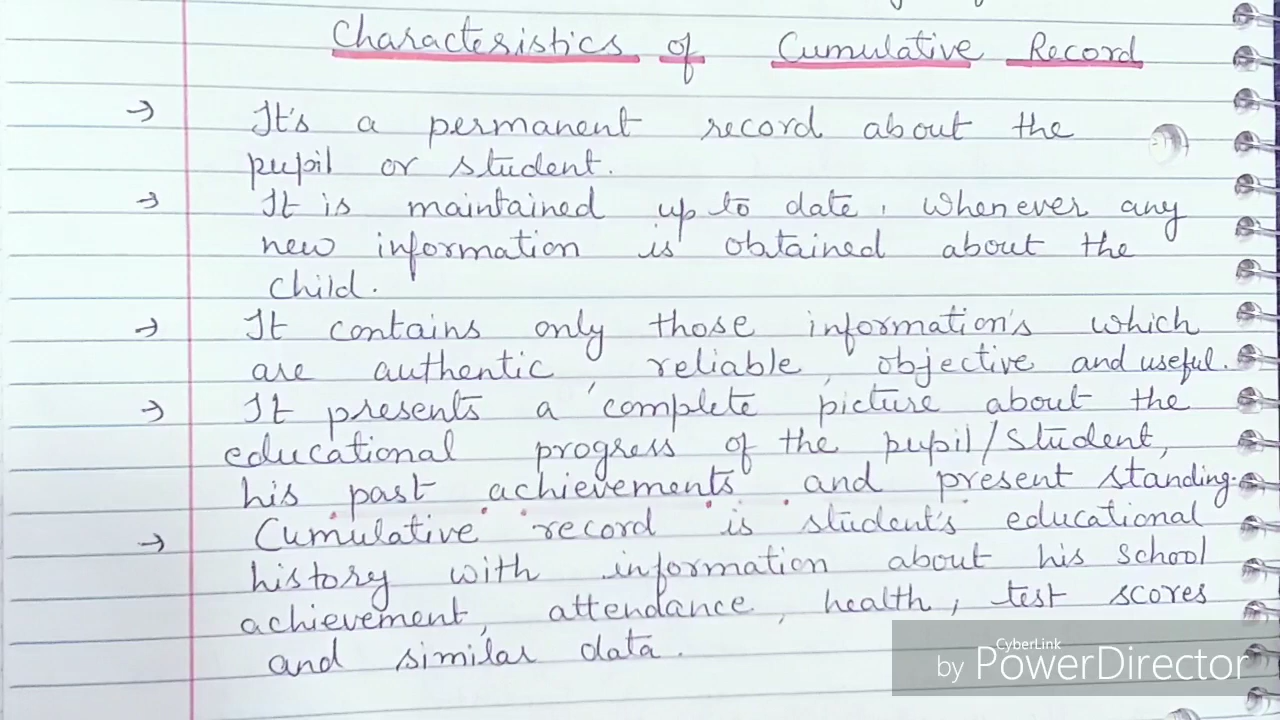 Characteristics of Cumulative Record
→ It's a permanent record about the
pupil or student.
→ It is maintained up to date, whenever any
new information is obtained about the
child.
→ It contains only those information's which
are authentic, reliable, objective and useful.
→ It presents a complete picture about the
educational progress of the pupil/student,
his past achievements and present standing.
→ Cumulative record is student's educational
history with information about his school
achievement, attendance, health, test scores
and similar data.
CyberLink
by PowerDirector